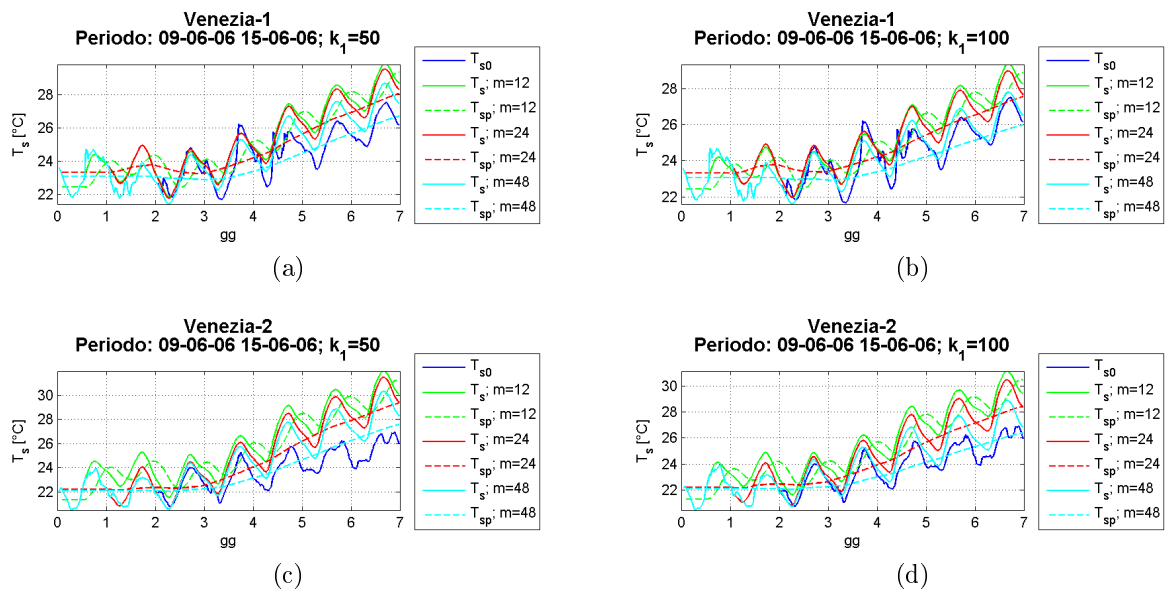 Venezia-1
Periodo: 09-06-06 15-06-06; k1=50
Ts [°C]
28
26
24
22
0 1 2 3 4 5 6 7
gg
Ts0
Ts; m=12
Tsp; m=12
Ts; m=24
Tsp; m=24
Ts; m=48
Tsp; m=48
(a)
Venezia-1
Periodo: 09-06-06 15-06-06; k1=100
Ts [°C]
28
26
24
22
0 1 2 3 4 5 6 7
gg
Ts0
Ts; m=12
Tsp; m=12
Ts; m=24
Tsp; m=24
Ts; m=48
Tsp; m=48
(b)
Venezia-2
Periodo: 09-06-06 15-06-06; k1=50
Ts [°C]
30
28
26
24
22
0 1 2 3 4 5 6 7
gg
Ts0
Ts; m=12
Tsp; m=12
Ts; m=24
Tsp; m=24
Ts; m=48
Tsp; m=48
(c)
Venezia-2
Periodo: 09-06-06 15-06-06; k1=100
Ts [°C]
30
28
26
24
22
0 1 2 3 4 5 6 7
gg
Ts0
Ts; m=12
Tsp; m=12
Ts; m=24
Tsp; m=24
Ts; m=48
Tsp; m=48
(d)